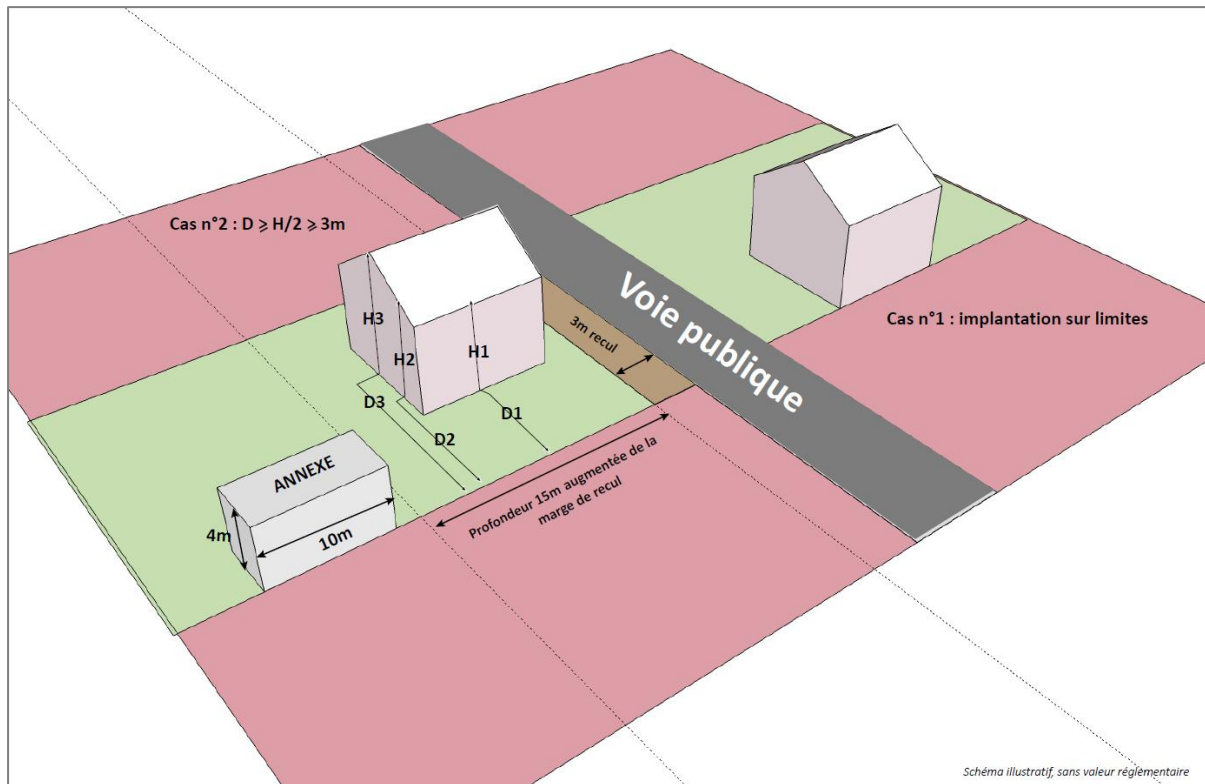 Cas n°2 : D ⩾ H/2 ⩾ 3m
Voie publique
Cas n°1 : implantation sur limites
3m recul
H3
H2
H1
D3
D2
D1
Profondeur 15m augmentée de la
marge de recul
ANNEXE
4m
10m
Schéma illustratif, sans valeur réglementaire